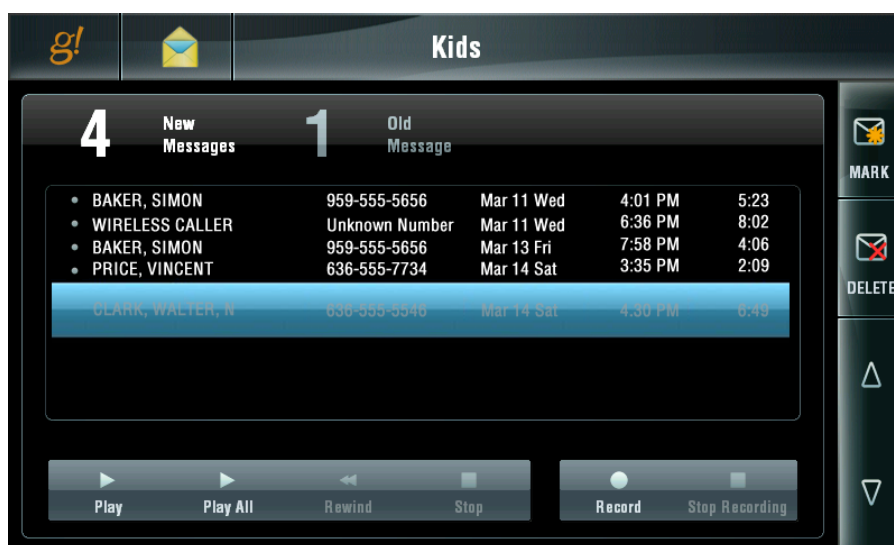 g! Kids
4 New Messages 1 Old Message
MARK
BAKER, SIMON 959-555-5656 Mar 11 Wed 4:01 PM 5:23
WIRELESS CALLER Unknown Number Mar 11 Wed 6:36 PM 8:02
BAKER, SIMON 959-555-5656 Mar 13 Fri 7:58 PM 4:06
PRICE, VINCENT 636-555-7734 Mar 14 Sat 3:35 PM 2:09
DELETE
CLARK, WALTER, N 636-555-5546 Mar 14 Sat 4:30 PM 6:49
Play Play All Rewind Stop Record Stop Recording